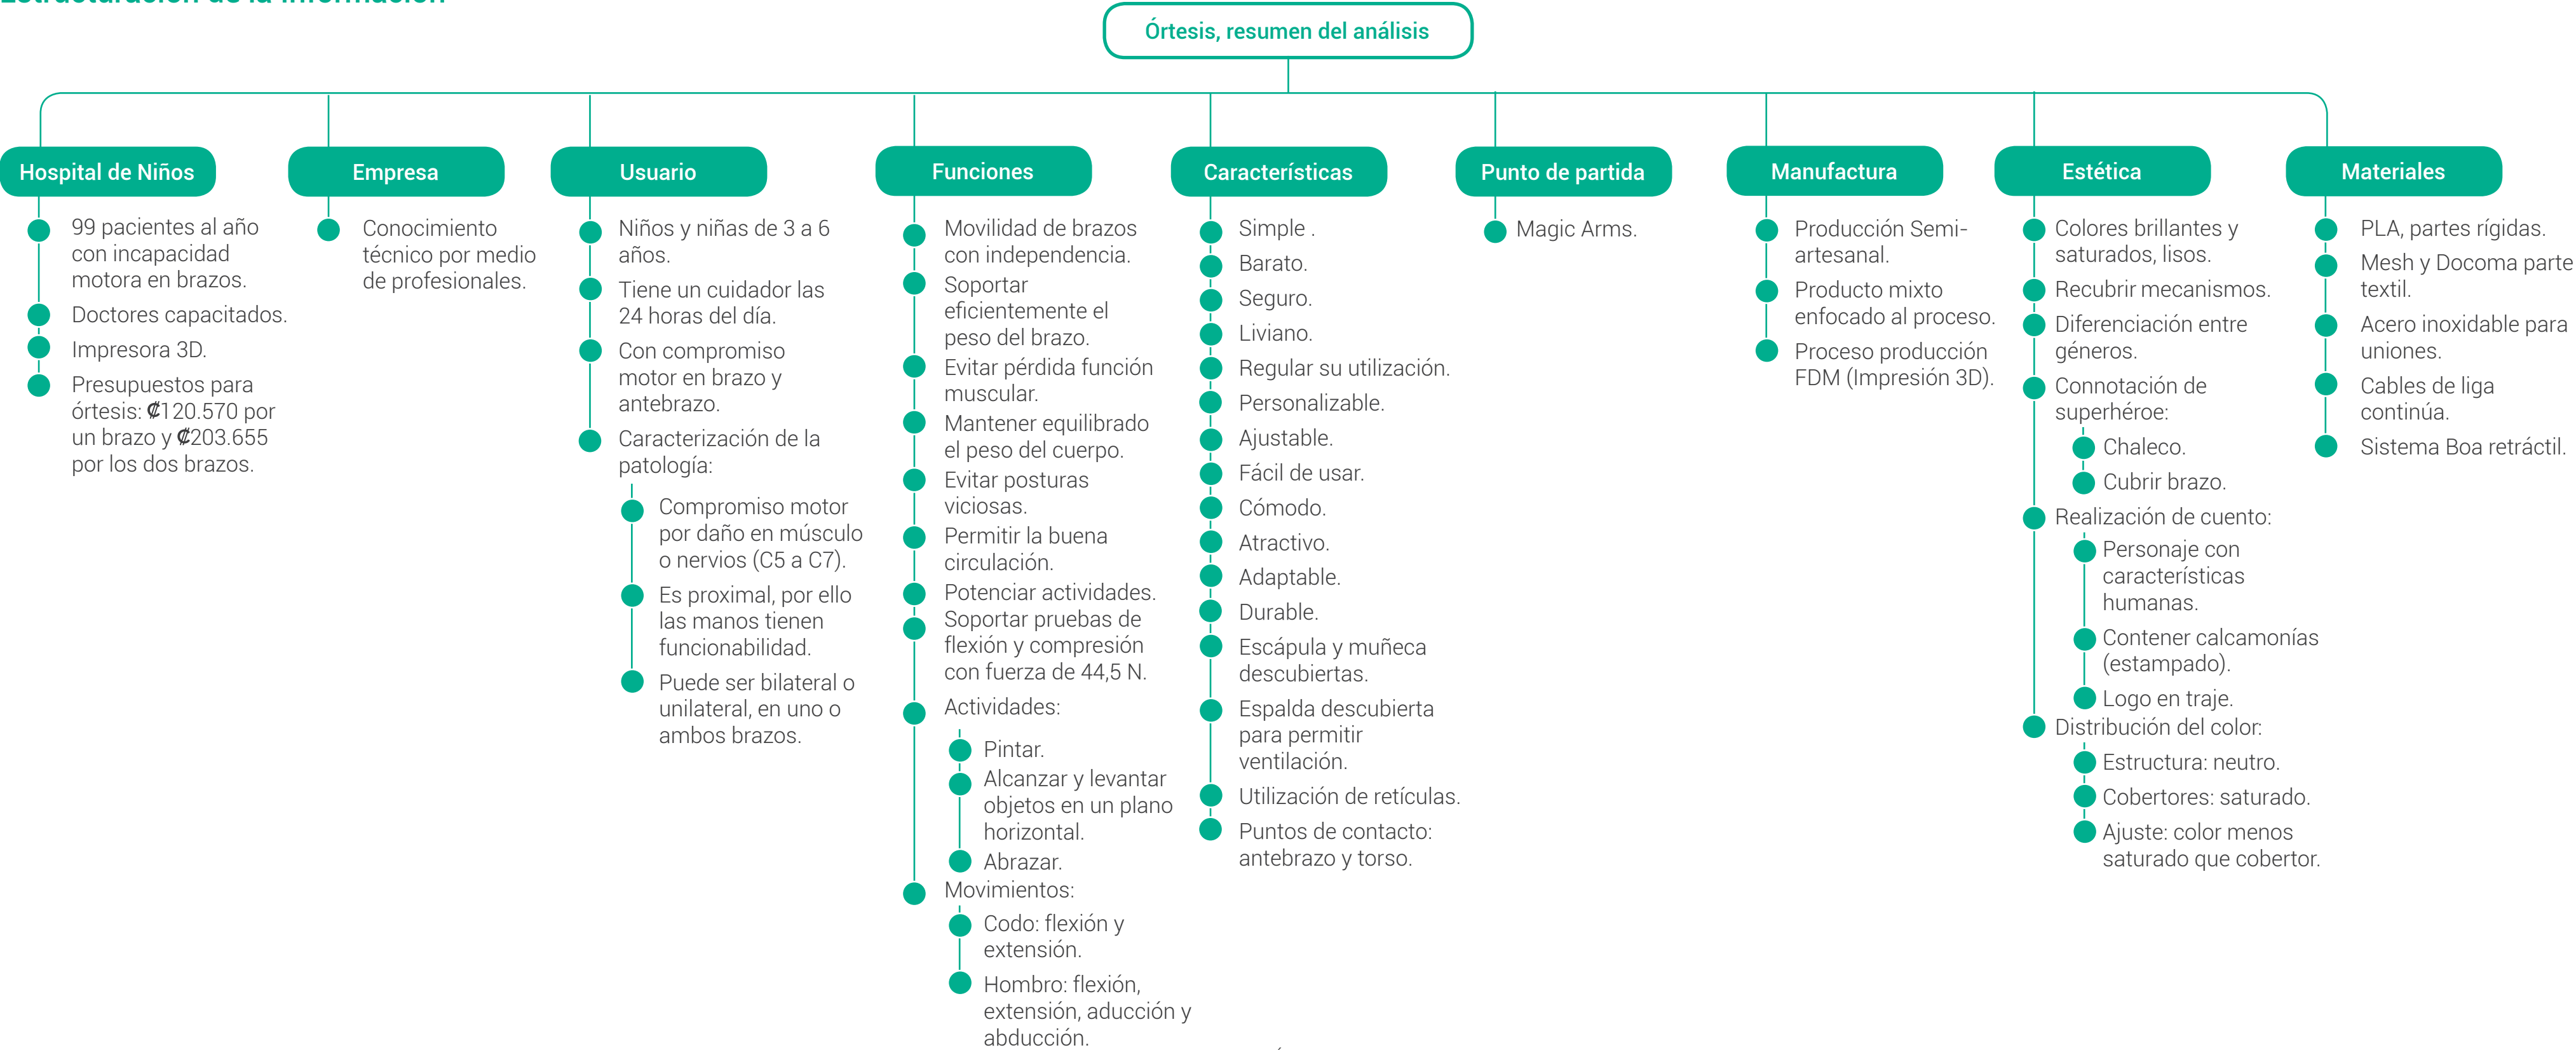 Estructuración de la Información
Órtesis, resumen del análisis
Hospital de Niños
99 pacientes al año
con incapacidad
motora en brazos.
Doctores capacitados.
Impresora 3D.
Presupuestos para
órtesis: ₡120.570 por
un brazo y ₡203.655
por los dos brazos.
Empresa
Conocimiento
técnico por medio
de profesionales.
Usuario
Niños y niñas de 3 a 6
años.
Tiene un cuidador las
24 horas del día.
Con compromiso
motor en brazo y
antebrazo.
Caracterización de la
patología:
Compromiso motor
por daño en músculo
o nervios (C5 a C7).
Es proximal, por ello
las manos tienen
funcionabilidad.
Puede ser bilateral o
unilateral, en uno o
ambos brazos.
Funciones
Movilidad de brazos
con independencia.
Soportar
eficientemente el
peso del brazo.
Evitar pérdida función
muscular.
Mantener equilibrado
el peso del cuerpo.
Evitar posturas
viciosas.
Permitir la buena
circulación.
Potenciar actividades.
Soportar pruebas de
flexión y compresión
con fuerza de 44,5 N.
Actividades:
Pintar.
Alcanzar y levantar
objetos en un plano
horizontal.
Abrazar.
Movimientos:
Codo: flexión y
extensión.
Hombro: flexión,
extensión, aducción y
abducción.
Características
Simple .
Barato.
Seguro.
Liviano.
Regular su utilización.
Personalizable.
Ajustable.
Fácil de usar.
Cómodo.
Atractivo.
Adaptable.
Durable.
Escápula y muñeca
descubiertas.
Espalda descubierta
para permitir
ventilación.
Utilización de retículas.
Puntos de contacto:
antebrazo y torso.
Punto de partida
Magic Arms.
Manufactura
Producción Semi-
artesanal.
Producto mixto
enfocado al proceso.
Proceso producción
FDM (Impresión 3D).
Estética
Colores brillantes y
saturados, lisos.
Recubrir mecanismos.
Diferenciación entre
géneros.
Connotación de
superhéroe:
Chaleco.
Cubrir brazo.
Realización de cuento:
Personaje con
características
humanas.
Contener calcamonías
(estampado).
Logo en traje.
Distribución del color:
Estructura: neutro.
Cobertores: saturado.
Ajuste: color menos
saturado que cobertor.
Materiales
PLA, partes rígidas.
Mesh y Docoma parte
textil.
Acero inoxidable para
uniones.
Cables de liga
continúa.
Sistema Boa retráctil.